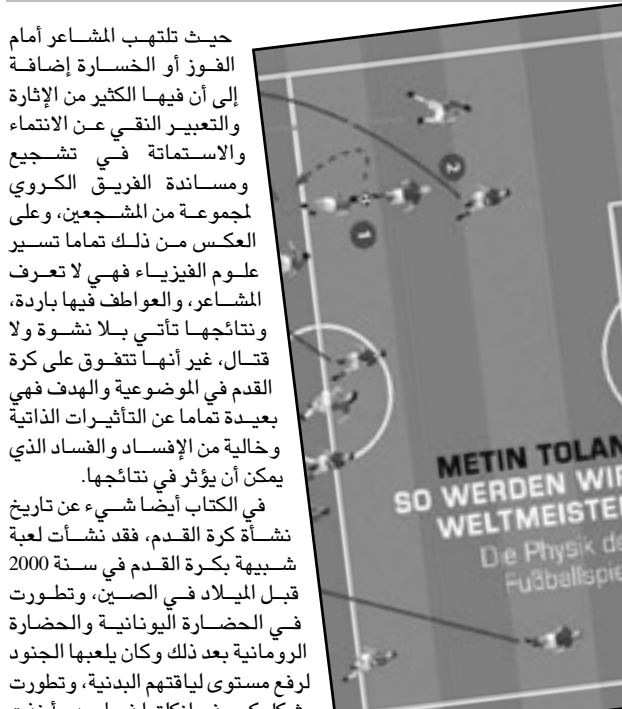 حيث تلتهب المشاعر أمام
الفوز أو الخسارة إضافة
إلى أن فيها الكثير من الإثارة
والتعبير النقي عن الانتماء
والاستماتة في تشجيع
ومساندة الفريق الكروي
لمجموعة من المشجعين، وعلى
العكس من ذلك تماما تسير
علوم الفيزياء فهي لا تعرف
المشاعر، والعواطف فيها باردة،
ونتائجها تأتي بلا نشوة ولا
قتال، غير أنها تتفوق على كرة
القدم في الموضوعية والهدف فهي
بعيدة تماما عن التأثيرات الذاتية
وخالية من الإفساد والفساد الذي
يمكن أن يؤثر في نتائجها.
في الكتاب أيضا شيء عن تاريخ
نشأة كرة القدم، فقد نشأت لعبة
شبيهة بكرة القدم في سنة 2000
قبل الميلاد في الصين، وتطورت
في الحضارة اليونانية والحضارة
الرومانية بعد ذلك وكان يلعبها الجنود
لرفع مستوى لياقتهم البدنية، وتطورت
2
1
METIN TOLAN
SO WERDEN WIR
WELTMEISTE
Die Physik de
Fußballspie